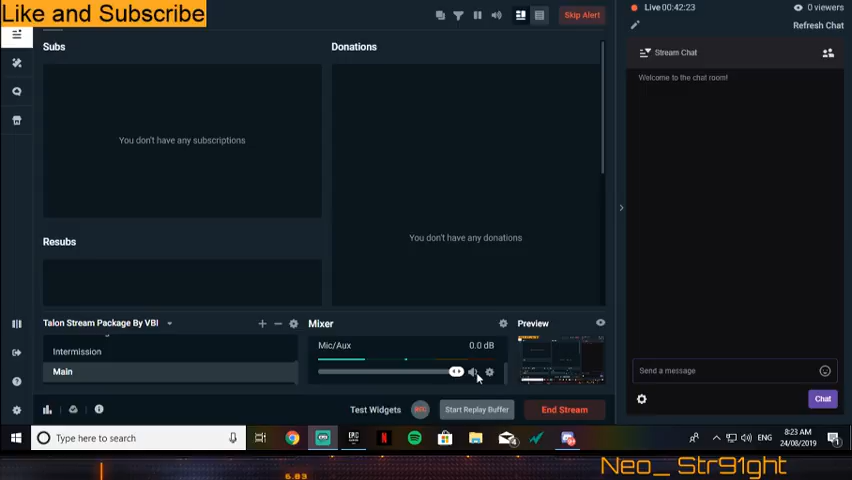 Like and Subscribe
Skip Alert
Live 00:42:23
0 viewers
Refresh Chat
Subs
Donations
Stream Chat
Welcome to the chat room!
You don't have any subscriptions
You don't have any donations
Resubs
Talon Stream Package By VBI
Mixer
Preview
Mic/Aux
0.0 dB
Intermission
Main
Send a message
Chat
Test Widgets
REC
Start Replay Buffer
End Stream
Type here to search
ENG
8:23 AM
24/08/2019
Neo_ Str91ght